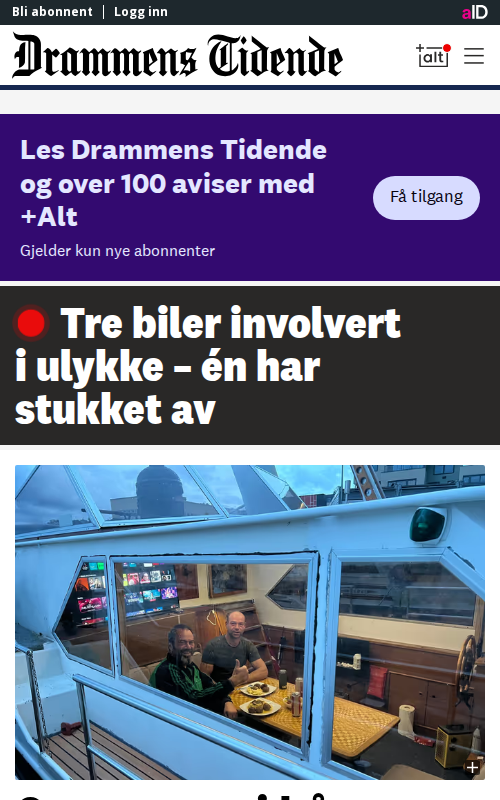 Bli abonnent | Logg inn
aID
Drammens Tidende
+alt
Les Drammens Tidende
og over 100 aviser med
+Alt
Få tilgang
Gjelder kun nye abonnenter
Tre biler involvert
i ulykke – én har
stukket av